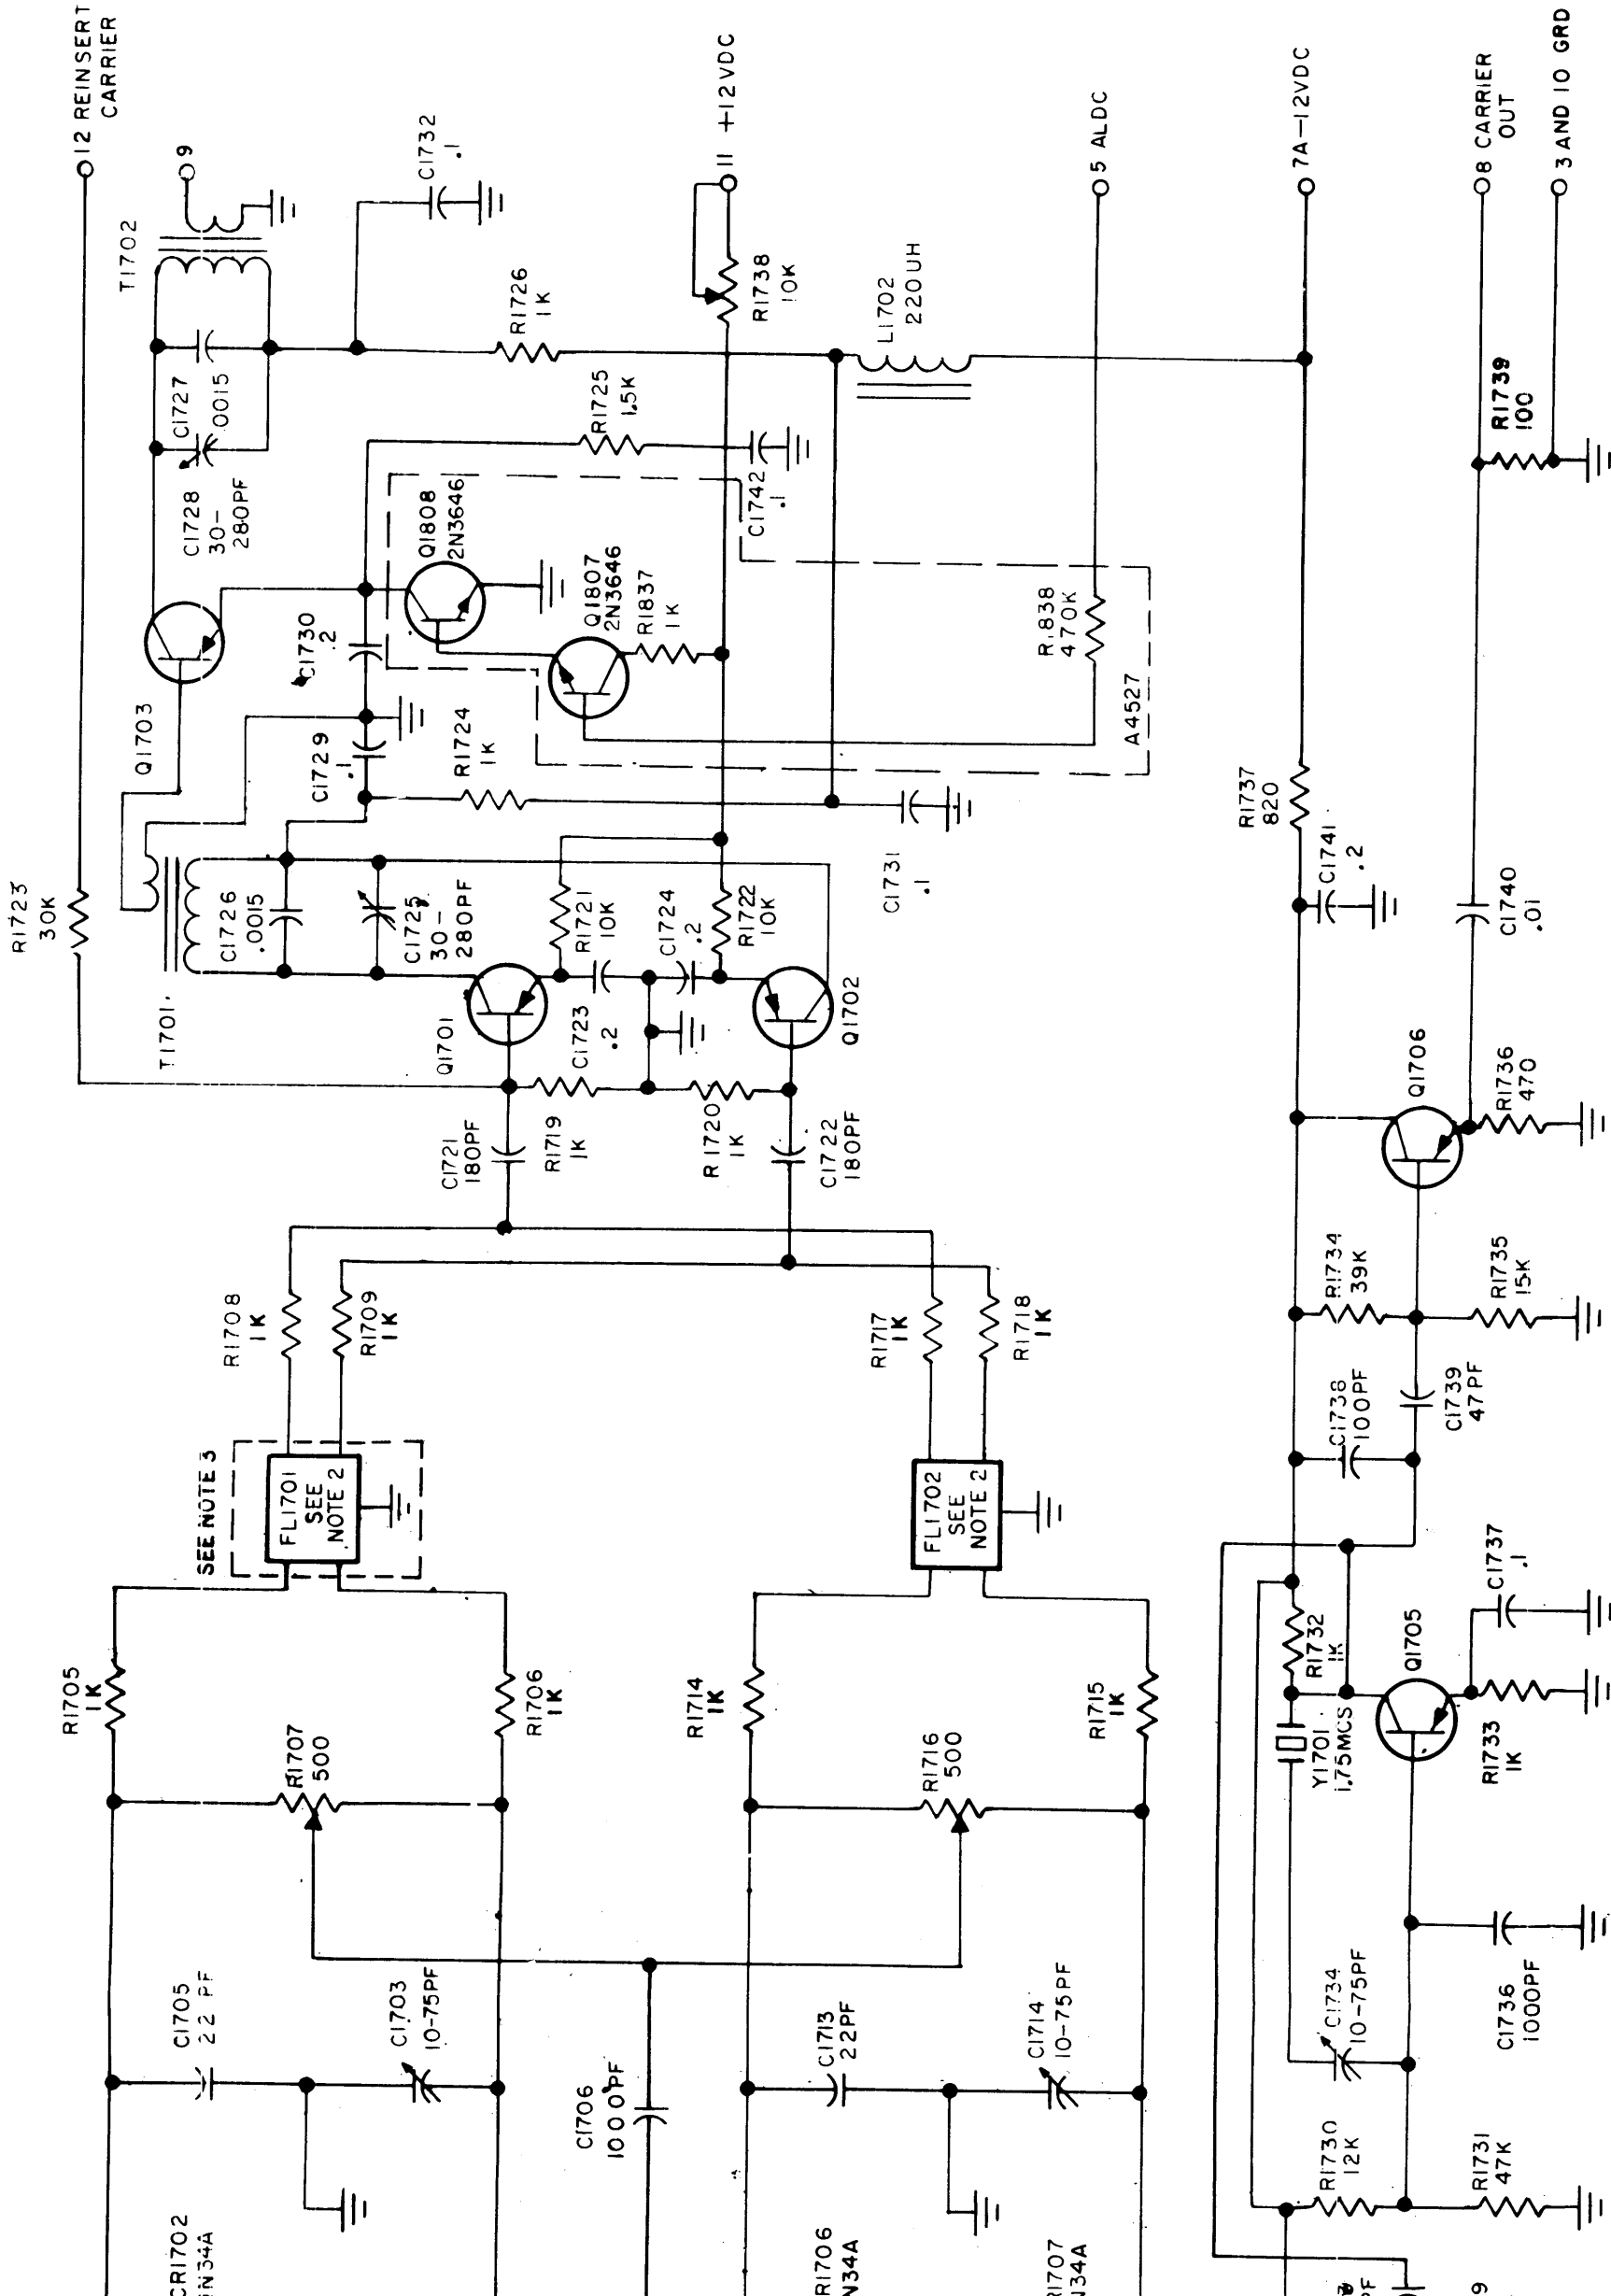 12 REINSERT
CARRIER
9
T1702
C1732
.1
11 +12VDC
5 ALDC
7A-12VDC
8 CARRIER
OUT
3 AND 10 GRD
C1727
.0015
C1728
30-
280PF
R1726
1K
R1738
10K
L1702
220UH
R1739
100
R1725
1.5K
C1742
.1
Q1808
2N3646
Q1807
2N3646
R1837
1K
R1838
470K
A4527
Q1703
C1730
.2
C1729
.1
R1724
1K
C1731
.1
R1737
820
C1741
.2
C1740
.01
R1723
30K
T1701
C1726
.0015
C1725
30-
280PF
R1721
10K
C1724
.2
R1722
10K
Q1701
C1723
.2
Q1702
C1721
180PF
R1719
1K
R1720
1K
C1722
180PF
Q1706
R1736
470
R1708
1K
R1709
1K
R1717
1K
R1718
1K
R1734
39K
R1735
15K
C1738
100PF
C1739
47PF
SEE NOTE 3
FL1701
SEE
NOTE 2
FL1702
SEE
NOTE 2
C1737
.1
R1705
1K
R1706
1K
R1714
1K
R1715
1K
R1732
1K
Q1705
R1707
500
R1716
500
Y1701
1.75MCS
R1733
1K
C1705
22 PF
C1703
10-75PF
C1706
1000PF
C1713
22PF
C1714
10-75PF
C1734
10-75PF
C1736
1000PF
R1730
12K
R1731
47K
CR1702
1N34A
R1706
N34A
1707
N34A
PF
9